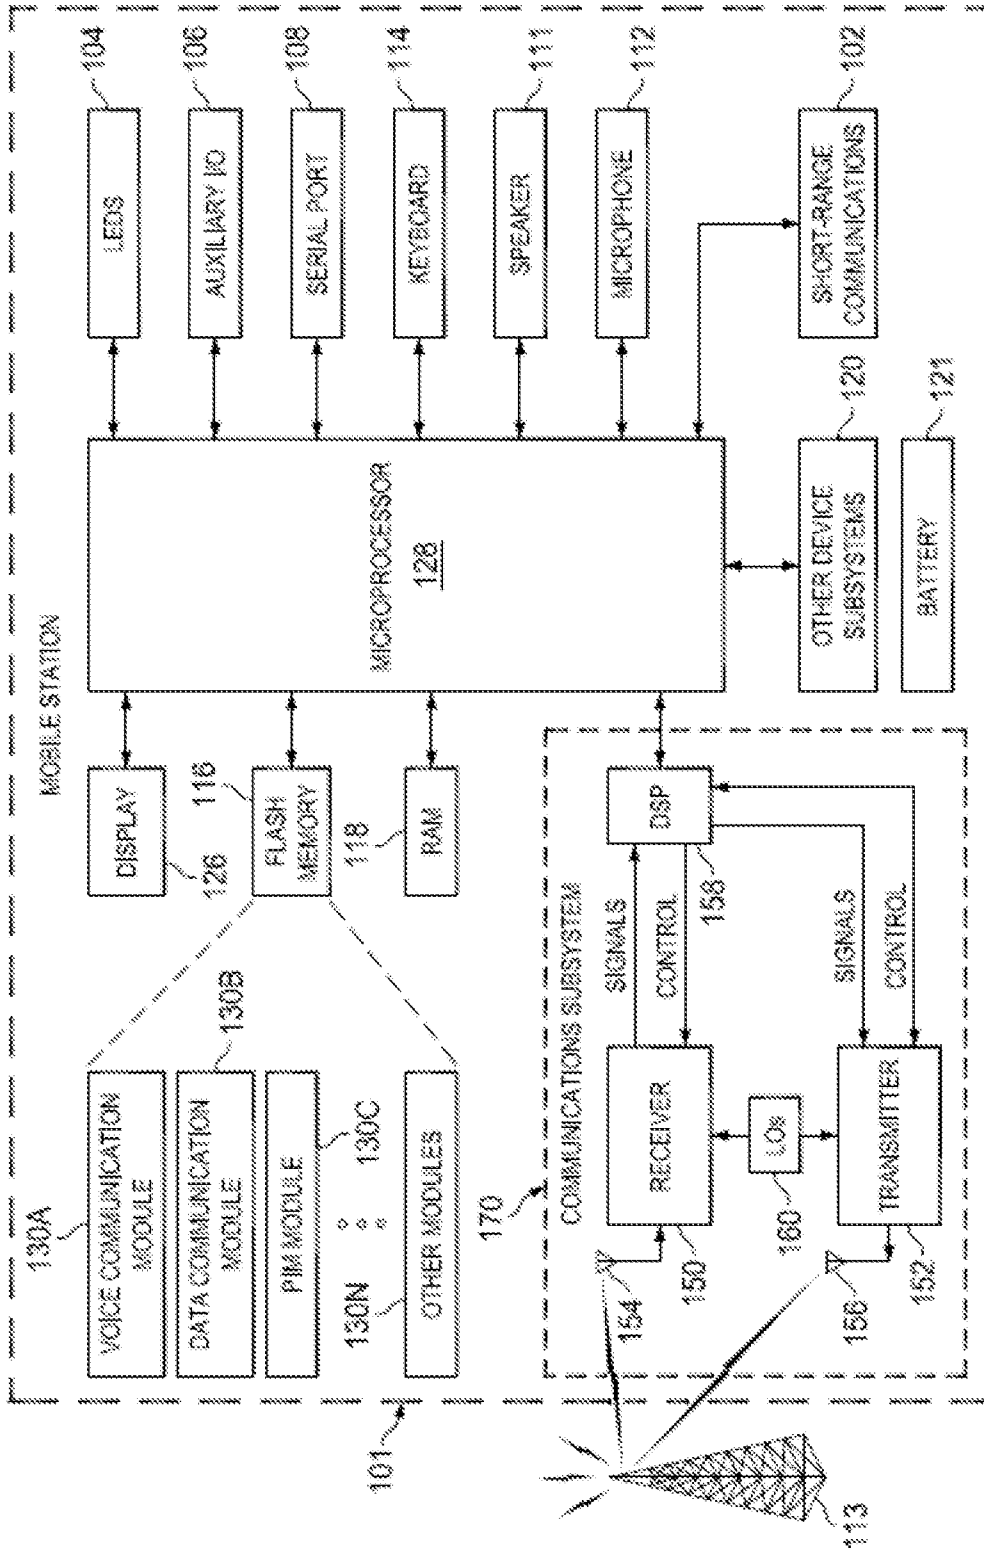 MOBILE STATION
130A
VOICE COMMUNICATION
MODULE
DATA COMMUNICATION
MODULE
130B
PIM MODULE
130C
130N
OTHER MODULES
DISPLAY
126
116
FLASH
MEMORY
118
RAM
MICROPROCESSOR
128
LEDS
104
AUXILIARY I/O
106
SERIAL PORT
108
KEYBOARD
114
SPEAKER
111
MICROPHONE
112
SHORT-RANGE
COMMUNICATIONS
102
OTHER DEVICE
SUBSYSTEMS
120
BATTERY
121
101
170
COMMUNICATIONS SUBSYSTEM
154
RECEIVER
150
SIGNALS
CONTROL
DSP
158
LOs
160
156
TRANSMITTER
152
SIGNALS
CONTROL
113